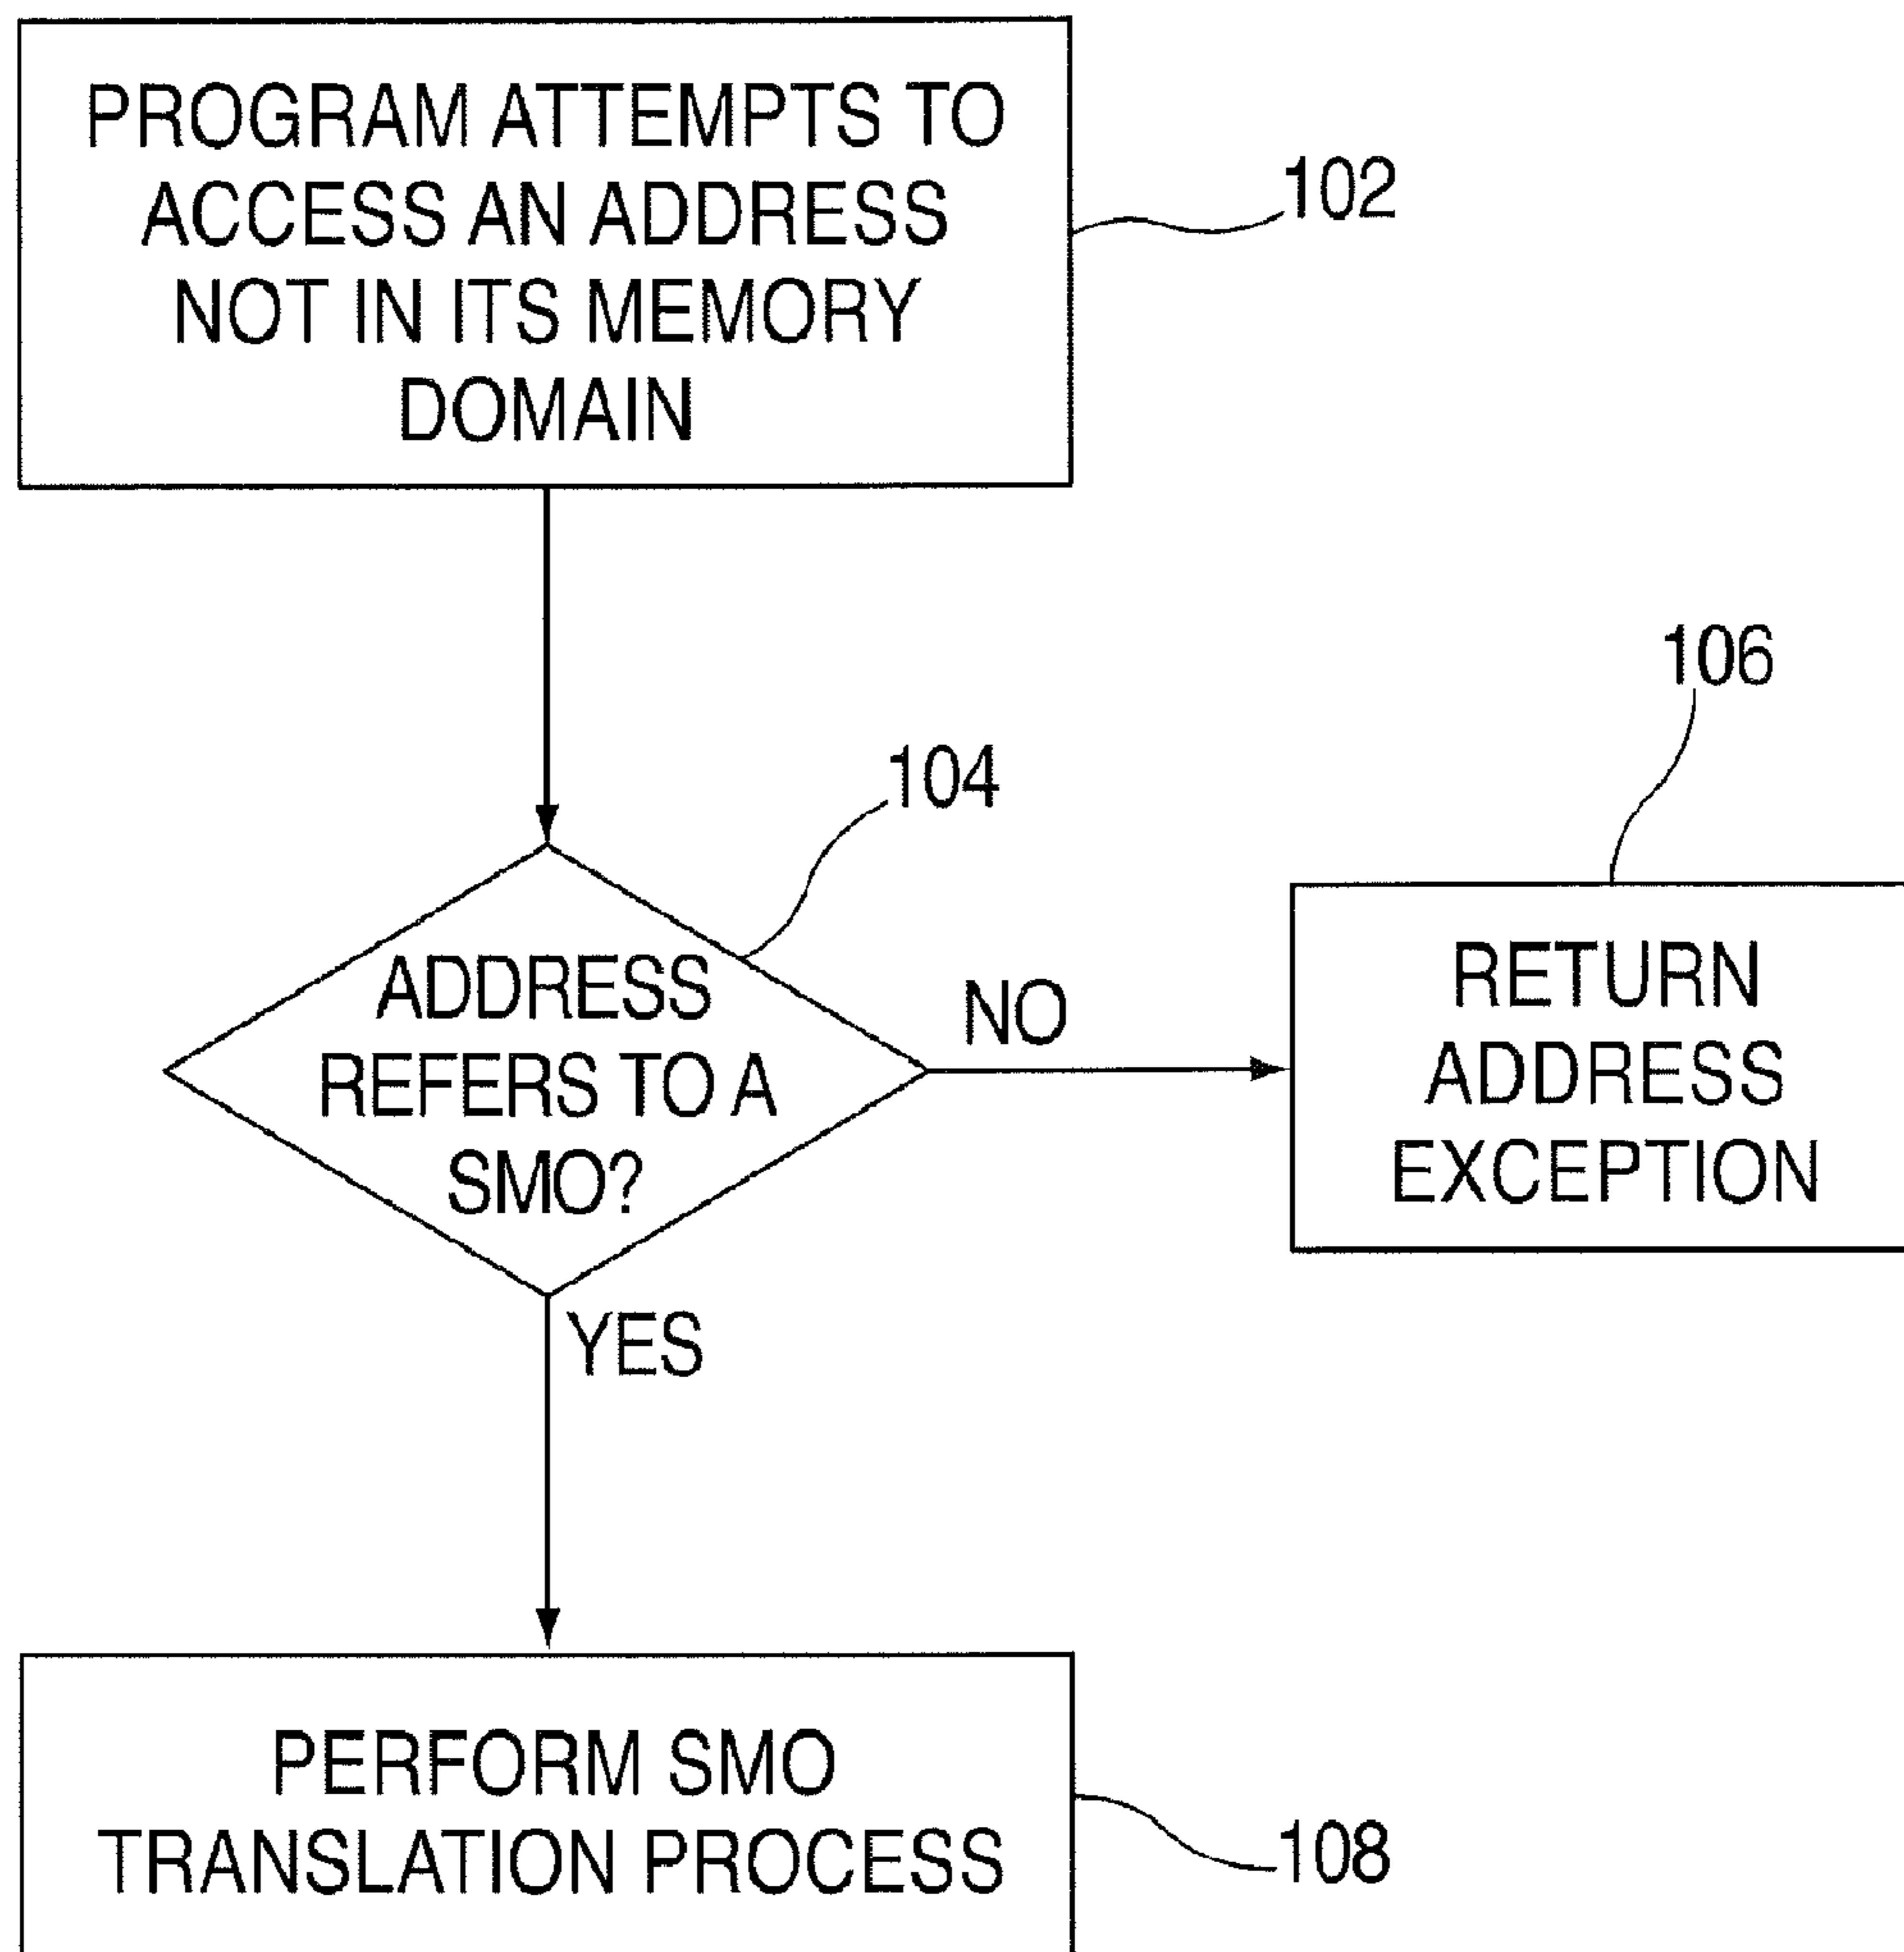 PROGRAM ATTEMPTS TO
ACCESS AN ADDRESS
NOT IN ITS MEMORY
DOMAIN
102
104
ADDRESS
REFERS TO A
SMO?
NO
106
RETURN
ADDRESS
EXCEPTION
YES
PERFORM SMO
TRANSLATION PROCESS
108